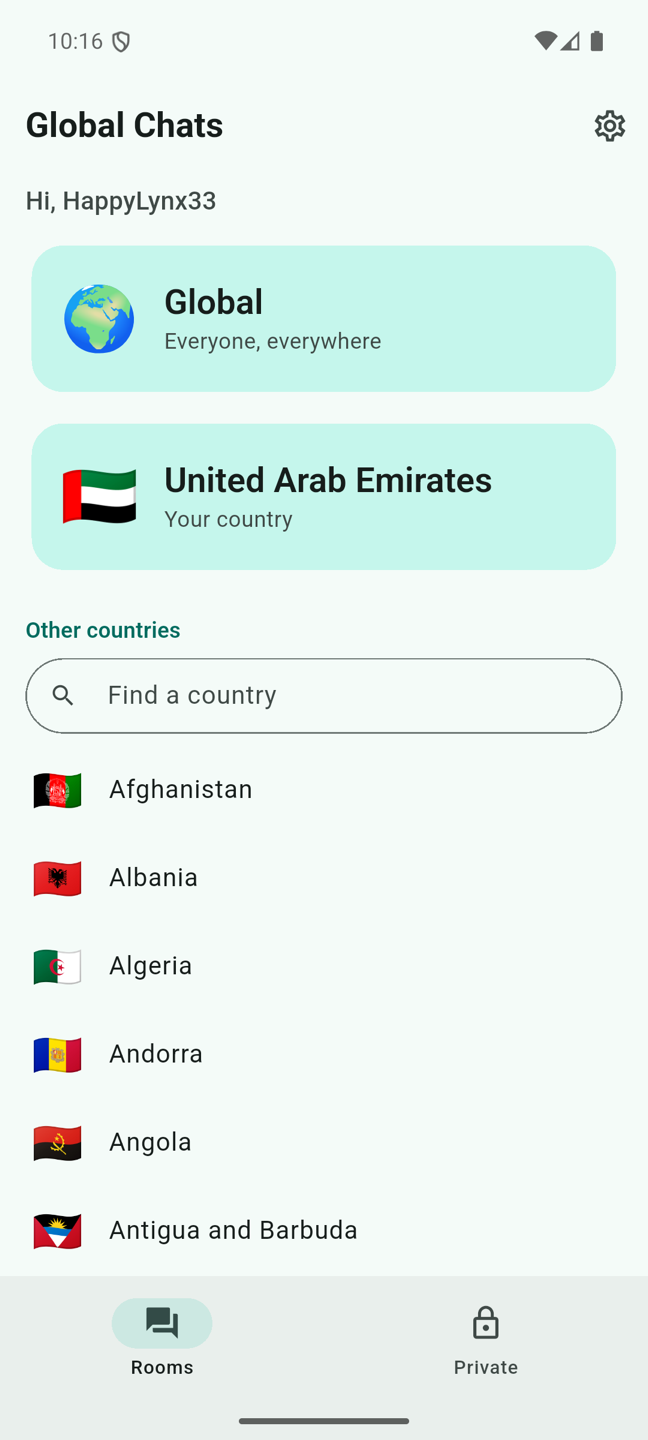 10:16
Global Chats
Hi, HappyLynx33
Global
Everyone, everywhere
United Arab Emirates
Your country
Other countries
Find a country
Afghanistan
Albania
Algeria
Andorra
Angola
Antigua and Barbuda
Rooms
Private